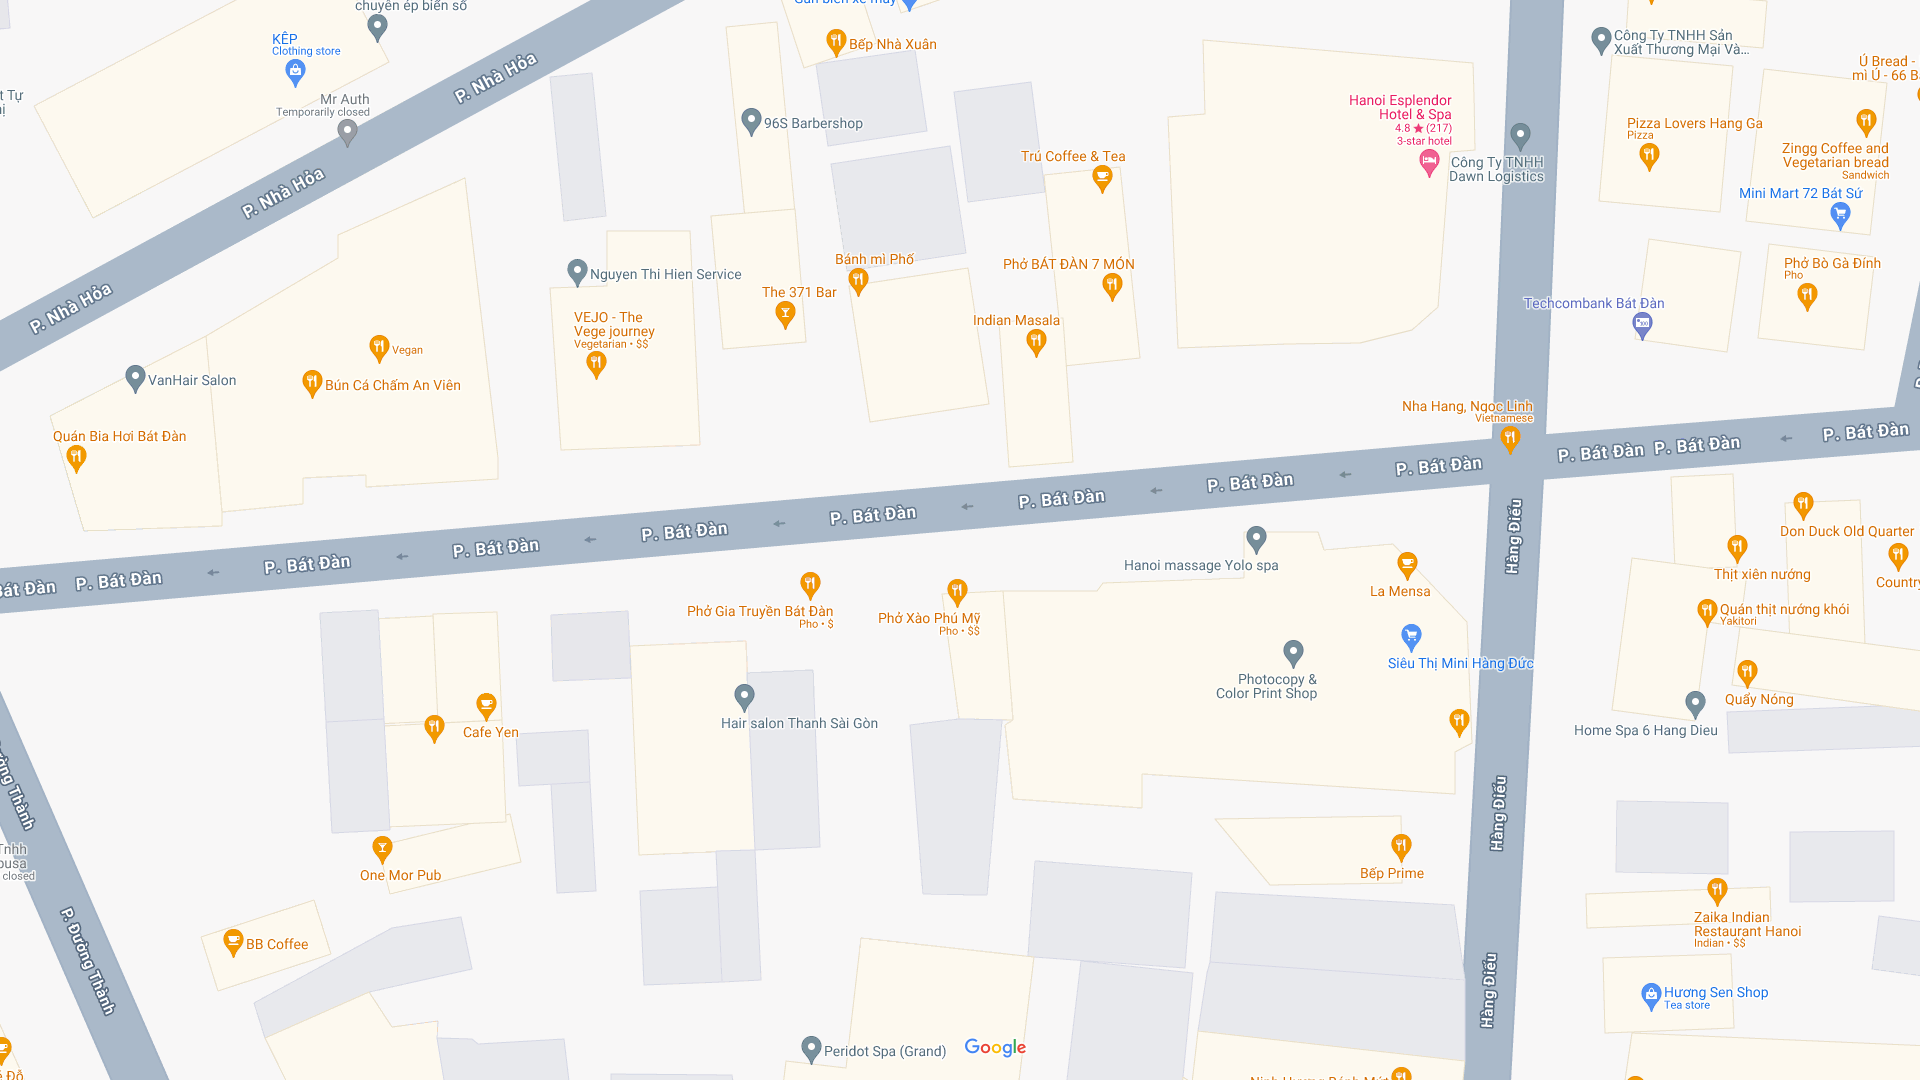 chuyên ép biển số
KÊP
Clothing store
Mr Auth
Temporarily closed
P. Nhà Hỏa
P. Nhà Hỏa
P. Nhà Hỏa
Bếp Nhà Xuân
96S Barbershop
Trú Coffee & Tea
Hanoi Esplendor
Hotel & Spa
4.8 ★ (217)
3-star hotel
Công Ty TNHH
Dawn Logistics
Công Ty TNHH Sản
Xuất Thương Mại Và...
Ú Bread -
mì Ú - 66 B
Pizza Lovers Hang Ga
Pizza
Zingg Coffee and
Vegetarian bread
Sandwich
Mini Mart 72 Bát Sứ
Phở Bò Gà Đính
Pho
Techcombank Bát Đàn
Nguyen Thi Hien Service
The 371 Bar
Bánh mì Phố
Phở BÁT ĐÀN 7 MÓN
Indian Masala
VEJO - The
Vege journey
Vegetarian • $$
Vegan
Bún Cá Chấm An Viên
VanHair Salon
Quán Bia Hơi Bát Đàn
Nha Hang, Ngoc Linh
Vietnamese
P. Bát Đàn
P. Bát Đàn
P. Bát Đàn
P. Bát Đàn
P. Bát Đàn
P. Bát Đàn
P. Bát Đàn
P. Bát Đàn
P. Bát Đàn
P. Bát Đàn
P. Bát Đàn
Bát Đàn
Hàng Điếu
Hàng Điếu
Hàng Điếu
Hanoi massage Yolo spa
La Mensa
Siêu Thị Mini Hàng Đức
Photocopy &
Color Print Shop
Phở Gia Truyền Bát Đàn
Pho • $
Phở Xào Phú Mỹ
Pho • $$
Hair salon Thanh Sài Gòn
Cafe Yen
One Mor Pub
BB Coffee
Don Duck Old Quarter
Thịt xiên nướng
Country
Quán thịt nướng khói
Yakitori
Quẩy Nóng
Home Spa 6 Hang Dieu
Bếp Prime
Zaika Indian
Restaurant Hanoi
Indian • $$
Hương Sen Shop
Tea store
Peridot Spa (Grand)
Google
P. Đường Thành
Tnhh
closed